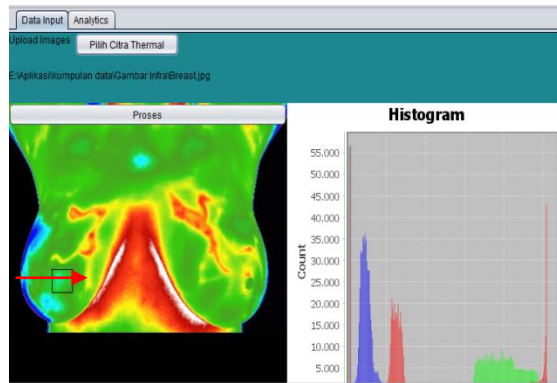 Data Input Analytics
Upload Images Pilih Citra Thermal
E:\Aplikasi\kumpulan data\Gambar Infra\Breast.jpg
Proses
Histogram
55.000
50.000
45.000
40.000
35.000
30.000
25.000
20.000
15.000
10.000
5.000
Count